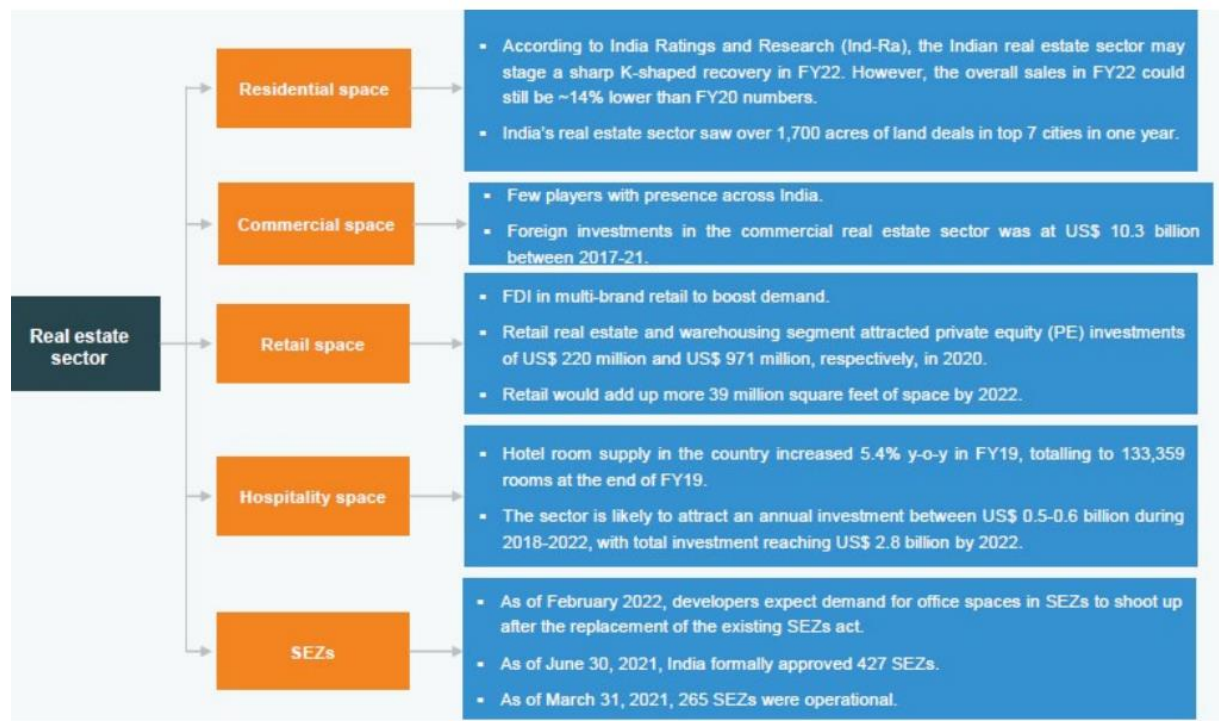 Real estate
sector
Residential space
▪ According to India Ratings and Research (Ind-Ra), the Indian real estate sector may
stage a sharp K-shaped recovery in FY22. However, the overall sales in FY22 could
still be ~14% lower than FY20 numbers.
▪ India's real estate sector saw over 1,700 acres of land deals in top 7 cities in one year.
Commercial space
▪ Few players with presence across India.
▪ Foreign investments in the commercial real estate sector was at US$ 10.3 billion
between 2017-21.
Retail space
▪ FDI in multi-brand retail to boost demand.
▪ Retail real estate and warehousing segment attracted private equity (PE) investments
of US$ 220 million and US$ 971 million, respectively, in 2020.
▪ Retail would add up more 39 million square feet of space by 2022.
Hospitality space
▪ Hotel room supply in the country increased 5.4% y-o-y in FY19, totalling to 133,359
rooms at the end of FY19.
▪ The sector is likely to attract an annual investment between US$ 0.5-0.6 billion during
2018-2022, with total investment reaching US$ 2.8 billion by 2022.
SEZs
▪ As of February 2022, developers expect demand for office spaces in SEZs to shoot up
after the replacement of the existing SEZs act.
▪ As of June 30, 2021, India formally approved 427 SEZs.
▪ As of March 31, 2021, 265 SEZs were operational.